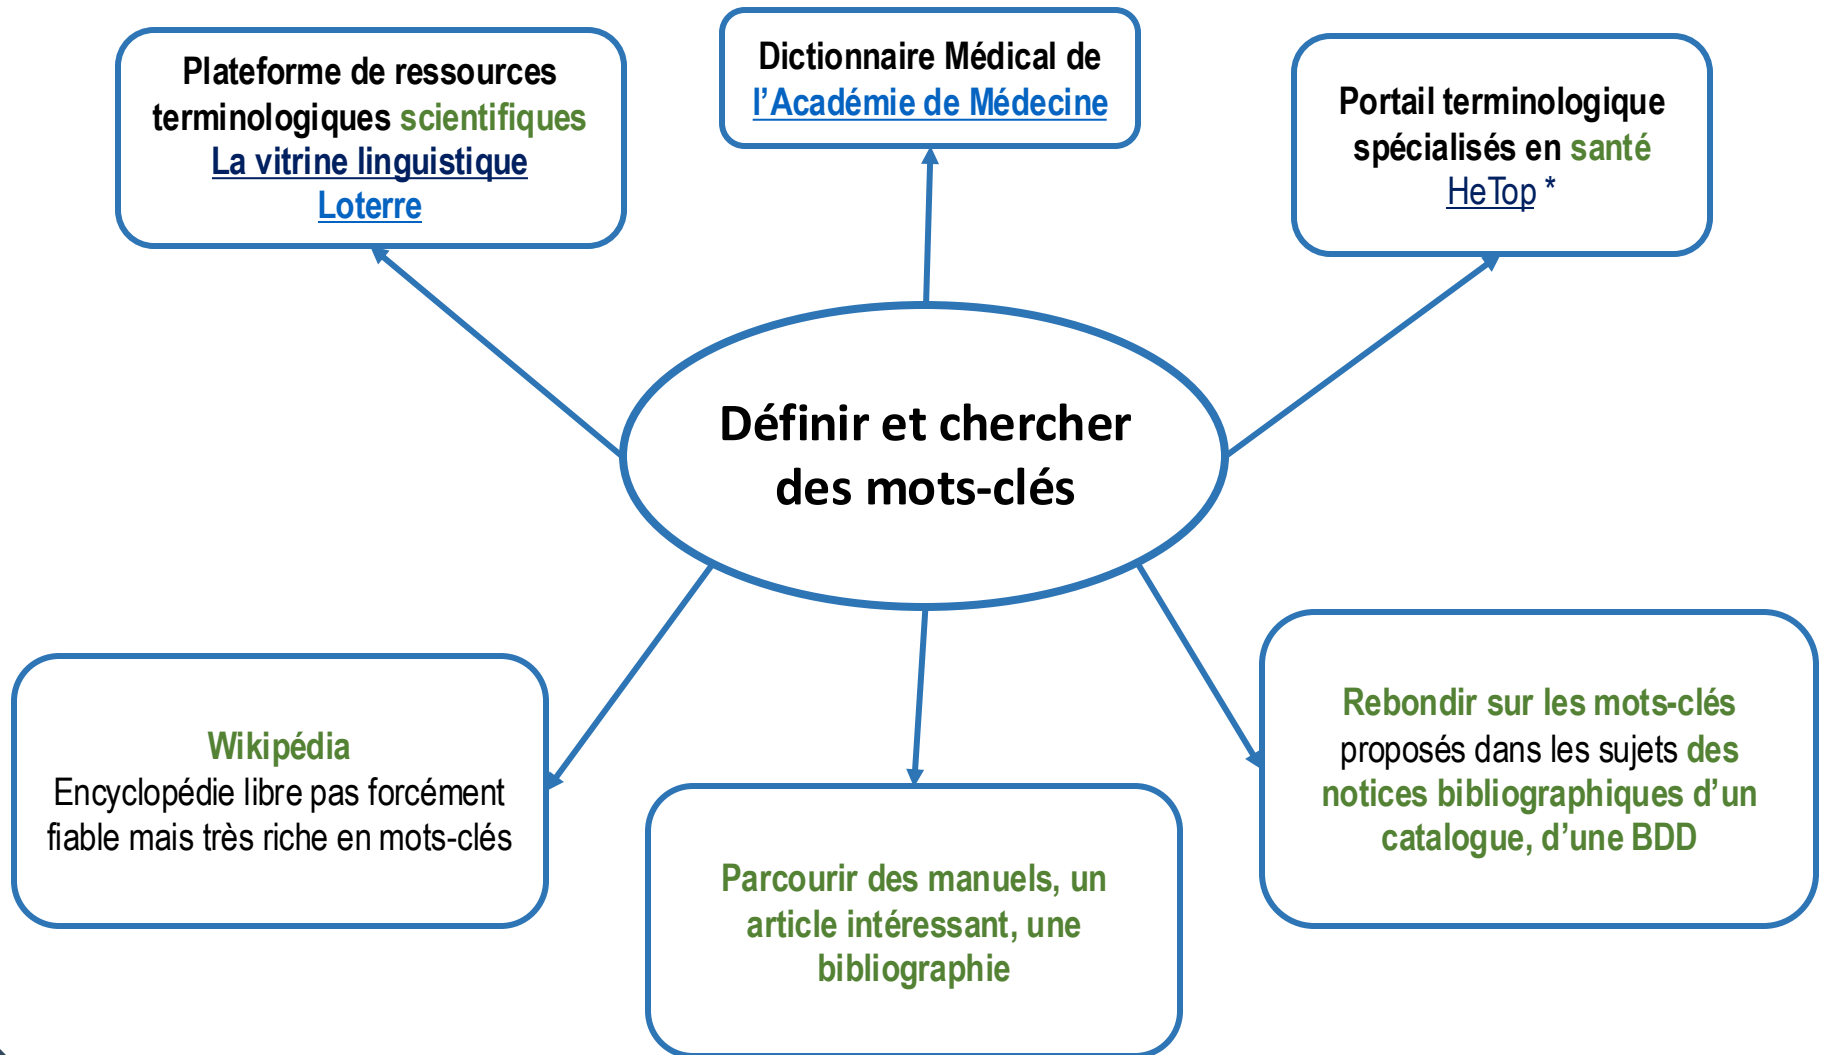 Plateforme de ressources
terminologiques scientifiques
La vitrine linguistique
Loterre
Dictionnaire Médical de
l’Académie de Médecine
Portail terminologique
spécialisés en santé
HeTop *
Définir et chercher
des mots-clés
Wikipédia
Encyclopédie libre pas forcément
fiable mais très riche en mots-clés
Parcourir des manuels, un
article intéressant, une
bibliographie
Rebondir sur les mots-clés
proposés dans les sujets des
notices bibliographiques d’un
catalogue, d’une BDD